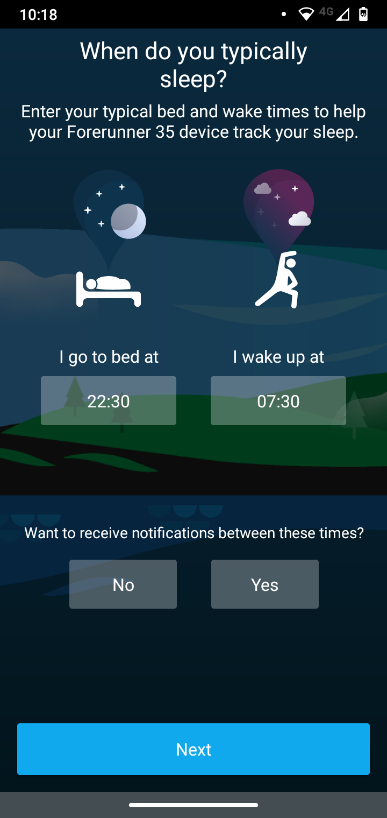 10:18
4G
When do you typically
sleep?
Enter your typical bed and wake times to help
your Forerunner 35 device track your sleep.
I go to bed at
I wake up at
22:30
07:30
Want to receive notifications between these times?
No
Yes
Next